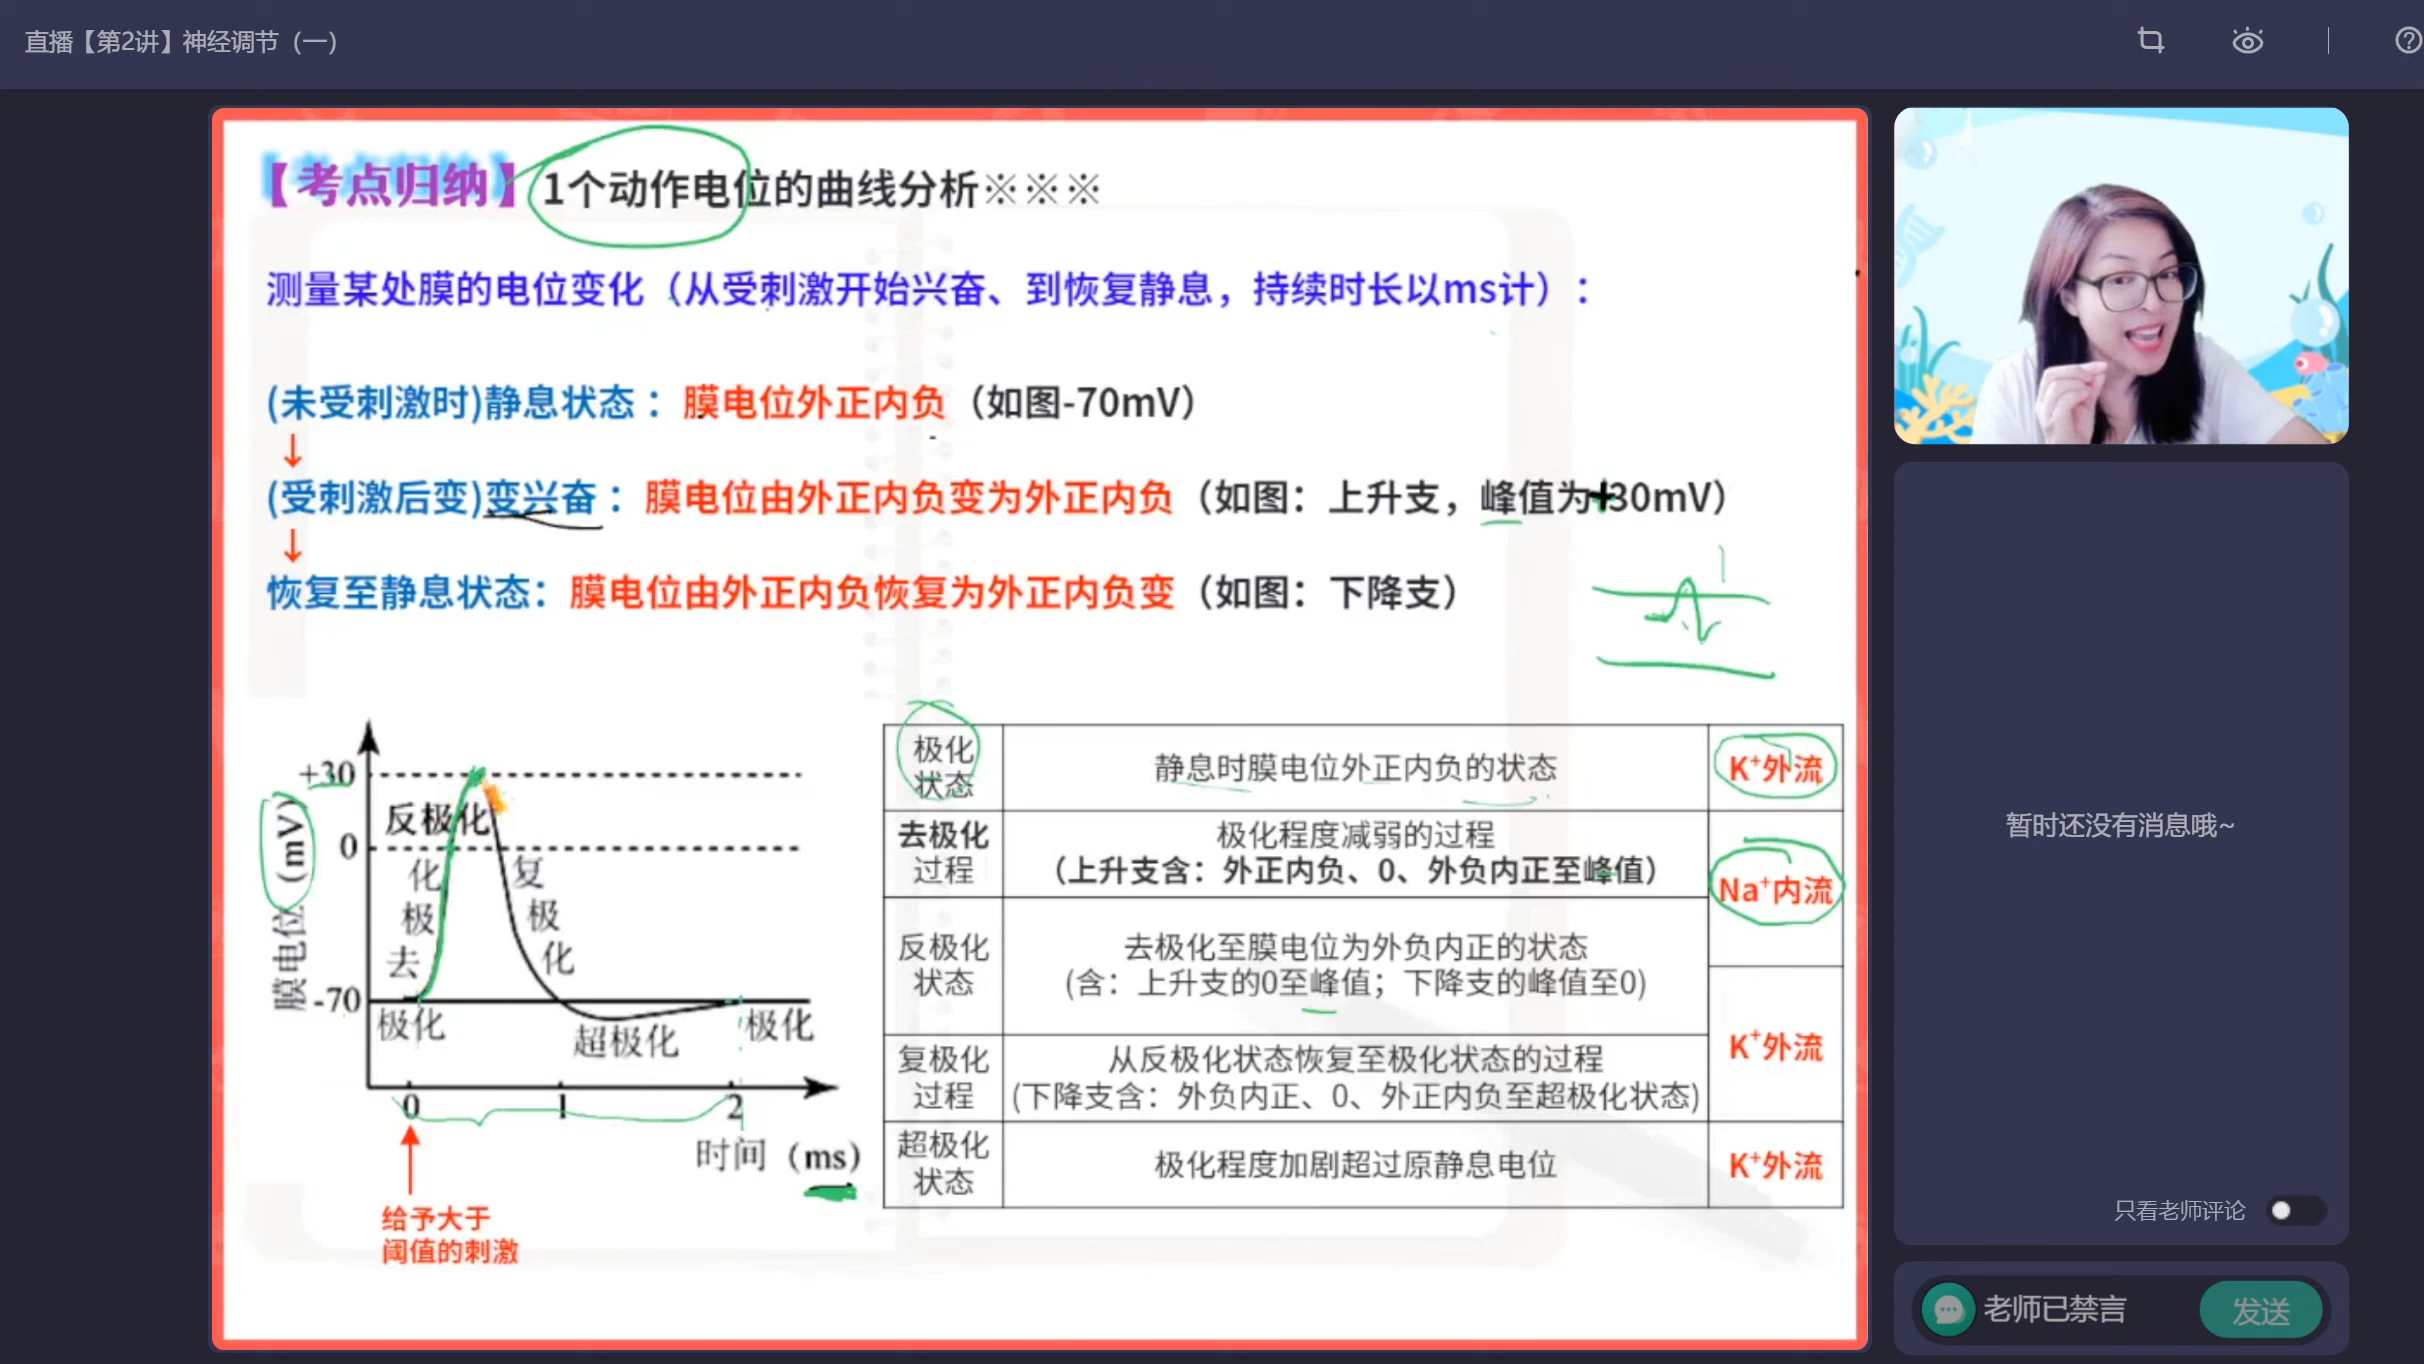 直播【第2讲】神经调节（一）
【考点归纳】1个动作电位的曲线分析※※※
测量某处膜的电位变化（从受刺激开始兴奋、到恢复静息，持续时长以ms计）：
(未受刺激时)静息状态：膜电位外正内负（如图-70mV）
↓
(受刺激后变)变兴奋：膜电位由外正内负变为外正内负（如图：上升支，峰值为+30mV）
↓
恢复至静息状态：膜电位由外正内负恢复为外正内负变（如图：下降支）
膜电位(mV)
+30
0
-70
反极化
去极化
复极化
极化
超极化
极化
0 1 2
时间（ms）
给予大于
阈值的刺激
极化
状态
静息时膜电位外正内负的状态
K⁺外流
去极化
过程
极化程度减弱的过程
（上升支含：外正内负、0、外负内正至峰值）
Na⁺内流
反极化
状态
去极化至膜电位为外负内正的状态
(含：上升支的0至峰值；下降支的峰值至0)
K⁺外流
复极化
过程
从反极化状态恢复至极化状态的过程
(下降支含：外负内正、0、外正内负至超极化状态)
超极化
状态
极化程度加剧超过原静息电位
K⁺外流
暂时还没有消息哦~
只看老师评论
老师已禁言
发送